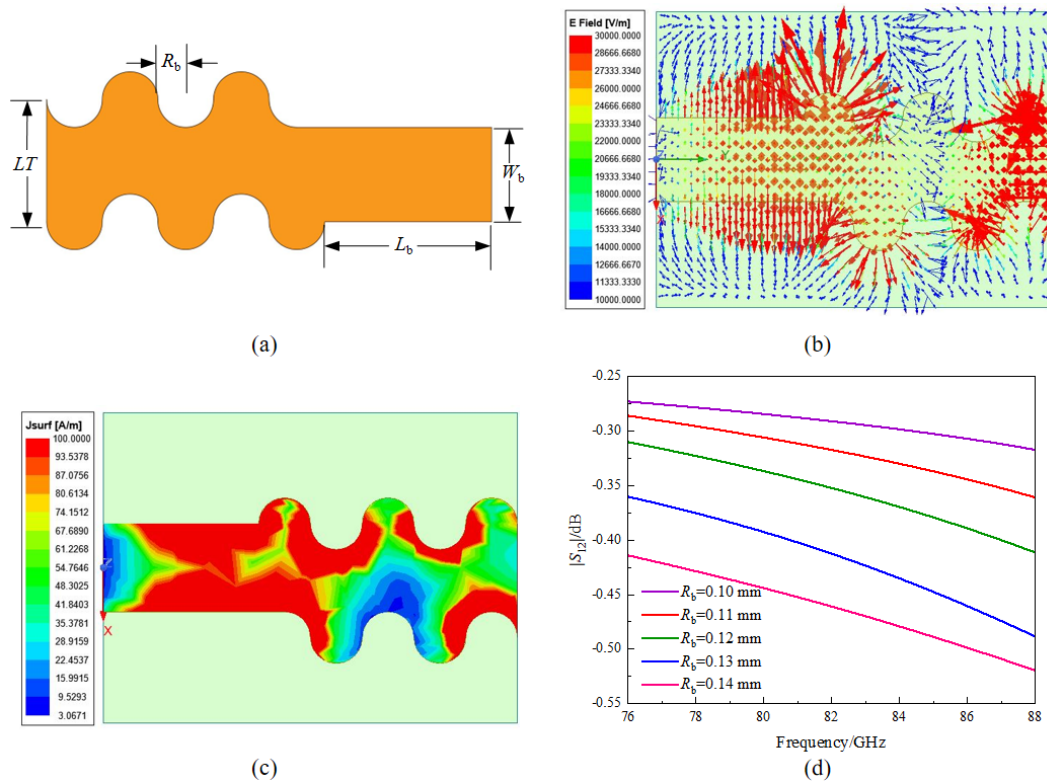 R_b
LT
W_b
L_b
(a)
E Field [V/m]
30000.0000
28666.6680
27333.3340
26000.0000
24666.6660
23333.3340
22000.0000
20666.6680
19333.3340
18000.0000
16666.6660
15333.3330
14000.0000
12666.6670
11333.3330
10000.0000
(b)
Jsurf [A/m]
100.0000
93.5378
87.0756
80.6134
74.1512
67.6890
61.2268
54.7646
48.3025
41.8403
35.3781
28.9159
22.4537
15.9915
9.5293
3.0671
Z
X
(c)
-0.25
-0.30
-0.35
-0.40
-0.45
-0.50
-0.55
|S_12|/dB
R_b=0.10 mm
R_b=0.11 mm
R_b=0.12 mm
R_b=0.13 mm
R_b=0.14 mm
76 78 80 82 84 86 88
Frequency/GHz
(d)